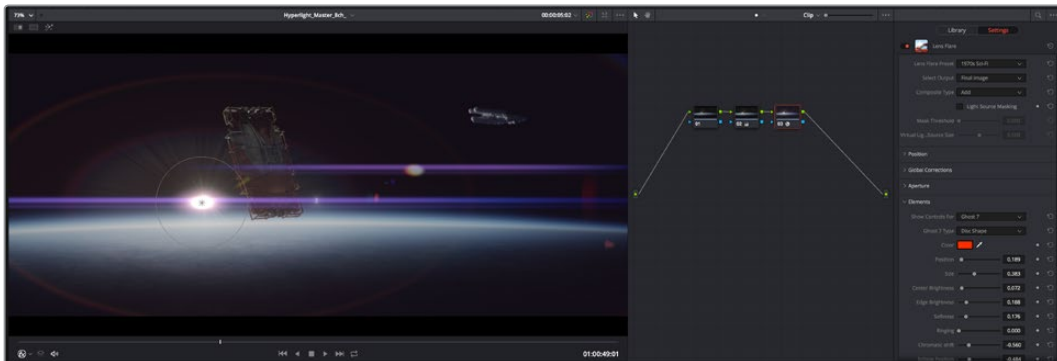 73%
Hyperlight_Master_8ch_
00:00:05:02
Clip
Library
Settings
Lens Flare
Lens Flare Preset
1970s Sci-Fi
Select Output
Final Image
Composite Type
Add
Light Source Masking
Mask Threshold
Position
Global Corrections
Aperture
Elements
Show Controls For
Ghost 7
Ghost 7 Type
Disc Shape
Color
Position
0.189
Size
0.383
Center Brightness
0.072
Edge Brightness
0.188
Softness
0.176
Ringing
0.000
Chromatic Shift
-0.560
01:00:49:01